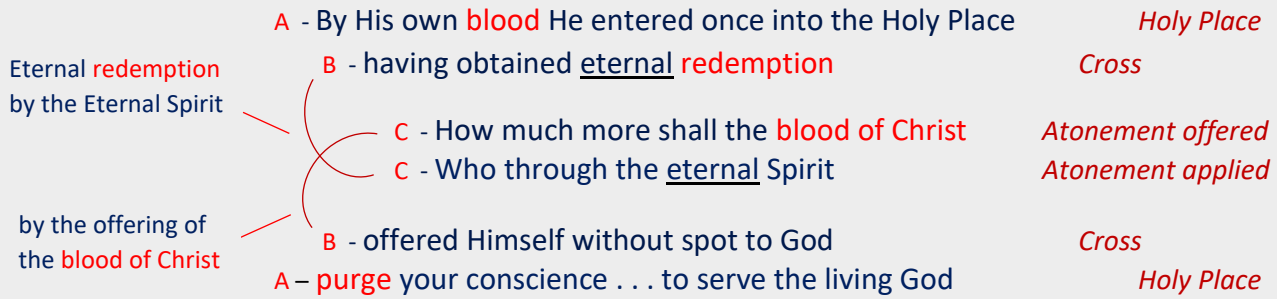 A - By His own blood He entered once into the Holy Place Holy Place
Eternal redemption
by the Eternal Spirit
B - having obtained eternal redemption Cross
C - How much more shall the blood of Christ Atonement offered
C - Who through the eternal Spirit Atonement applied
by the offering of
the blood of Christ
B - offered Himself without spot to God Cross
A – purge your conscience . . . to serve the living God Holy Place